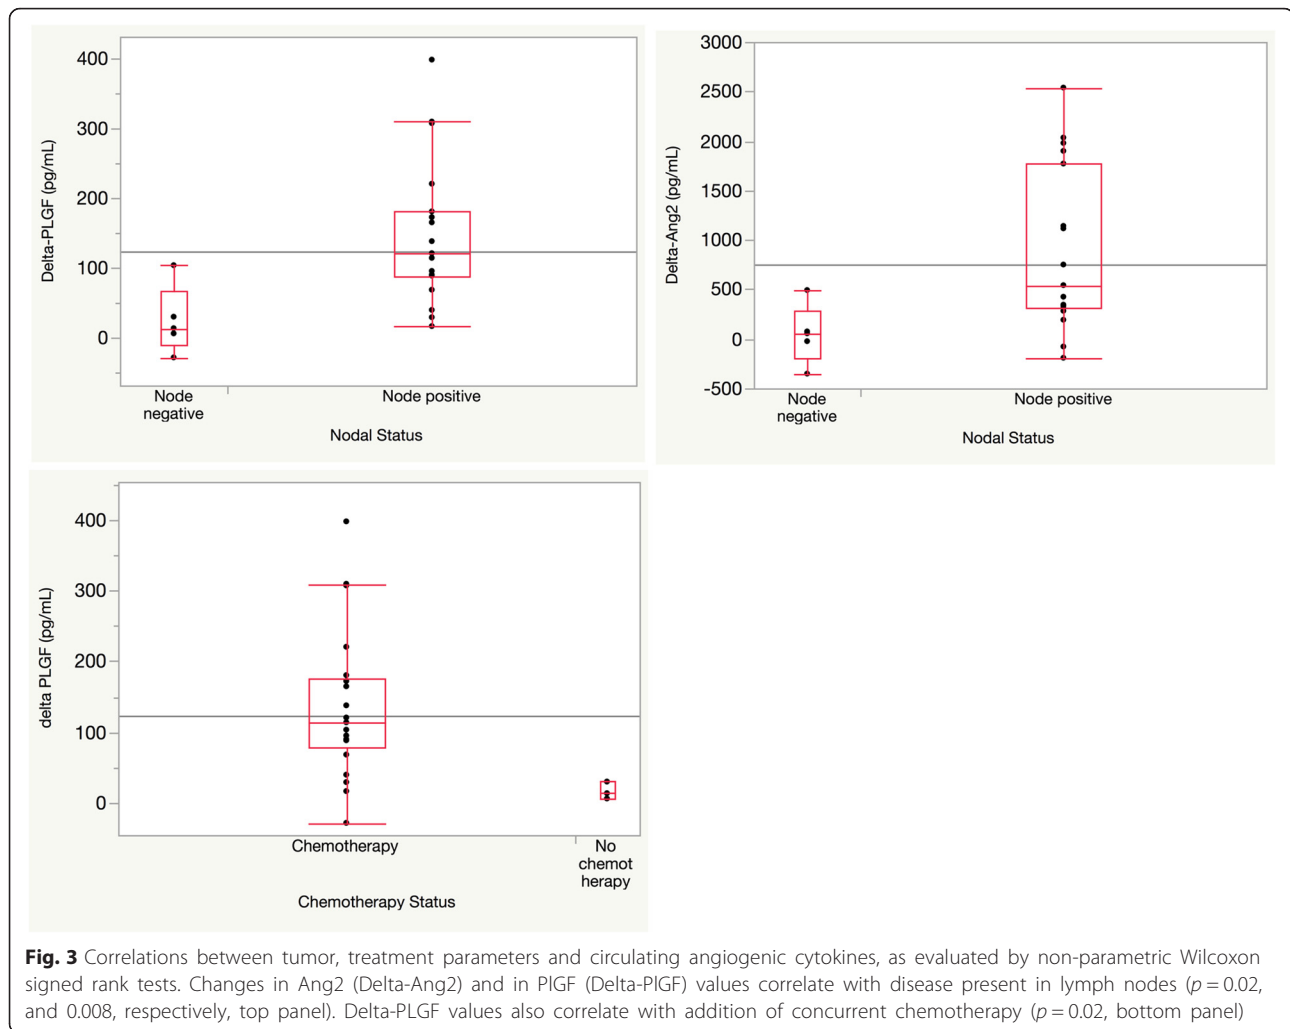 400
300
200
100
0
Delta-PLGF (pg/mL)
Node
negative
Node positive
Nodal Status
3000
2500
2000
1500
1000
500
0
-500
Delta-Ang2 (pg/mL)
Node
negative
Node positive
Nodal Status
400
300
200
100
0
delta PLGF (pg/mL)
Chemotherapy
No
chemot
herapy
Chemotherapy Status
Fig. 3 Correlations between tumor, treatment parameters and circulating angiogenic cytokines, as evaluated by non-parametric Wilcoxon
signed rank tests. Changes in Ang2 (Delta-Ang2) and in PlGF (Delta-PlGF) values correlate with disease present in lymph nodes (p = 0.02,
and 0.008, respectively, top panel). Delta-PLGF values also correlate with addition of concurrent chemotherapy (p = 0.02, bottom panel)